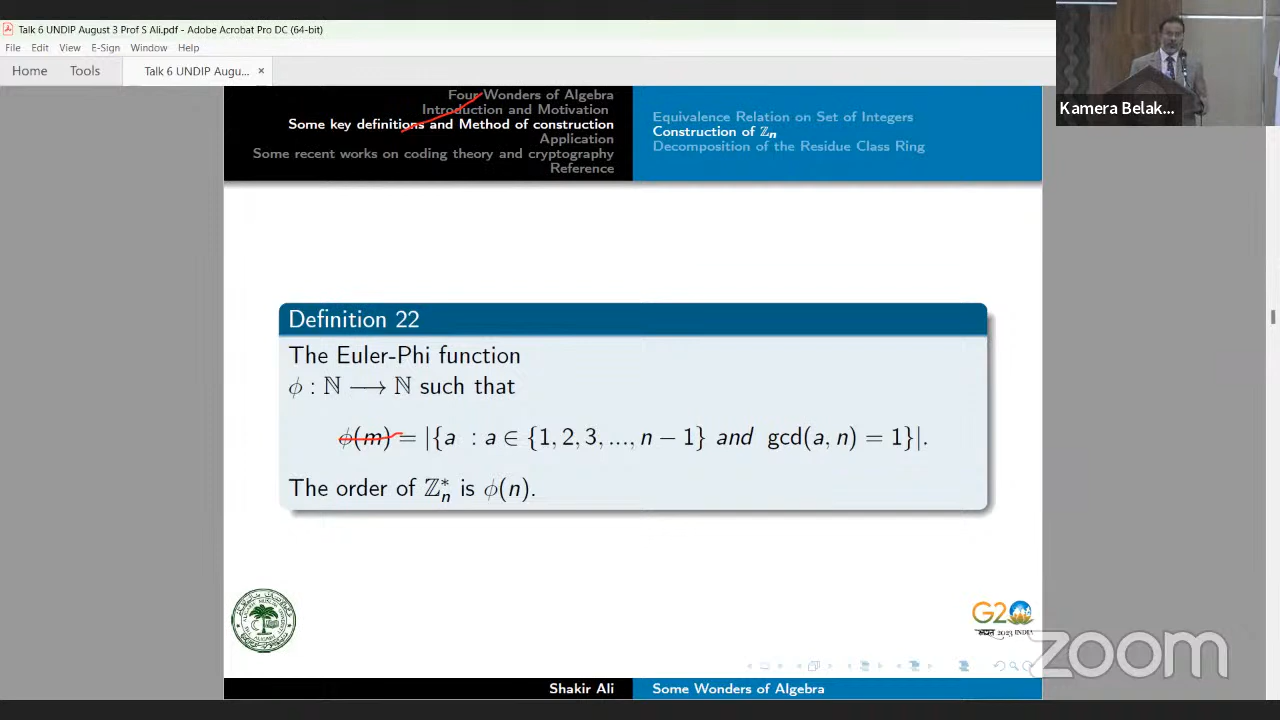 Talk 6 UNDIP August 3 Prof S Ali.pdf - Adobe Acrobat Pro DC (64-bit)
File Edit View E-Sign Window Help
Home Tools Talk 6 UNDIP Augu... ×
Kamera Belak...
Four Wonders of Algebra
Introduction and Motivation
Some key definitions and Method of construction
Application
Some recent works on coding theory and cryptography
Reference
Equivalence Relation on Set of Integers
Construction of ℤₙ
Decomposition of the Residue Class Ring
Definition 22
The Euler-Phi function
ϕ : ℕ ⟶ ℕ such that
ϕ(m) = |{a : a ∈ {1, 2, 3, ..., n − 1} and gcd(a, n) = 1}|.
The order of ℤ*ₙ is ϕ(n).
G20
2023 INDIA
zoom
Shakir Ali Some Wonders of Algebra